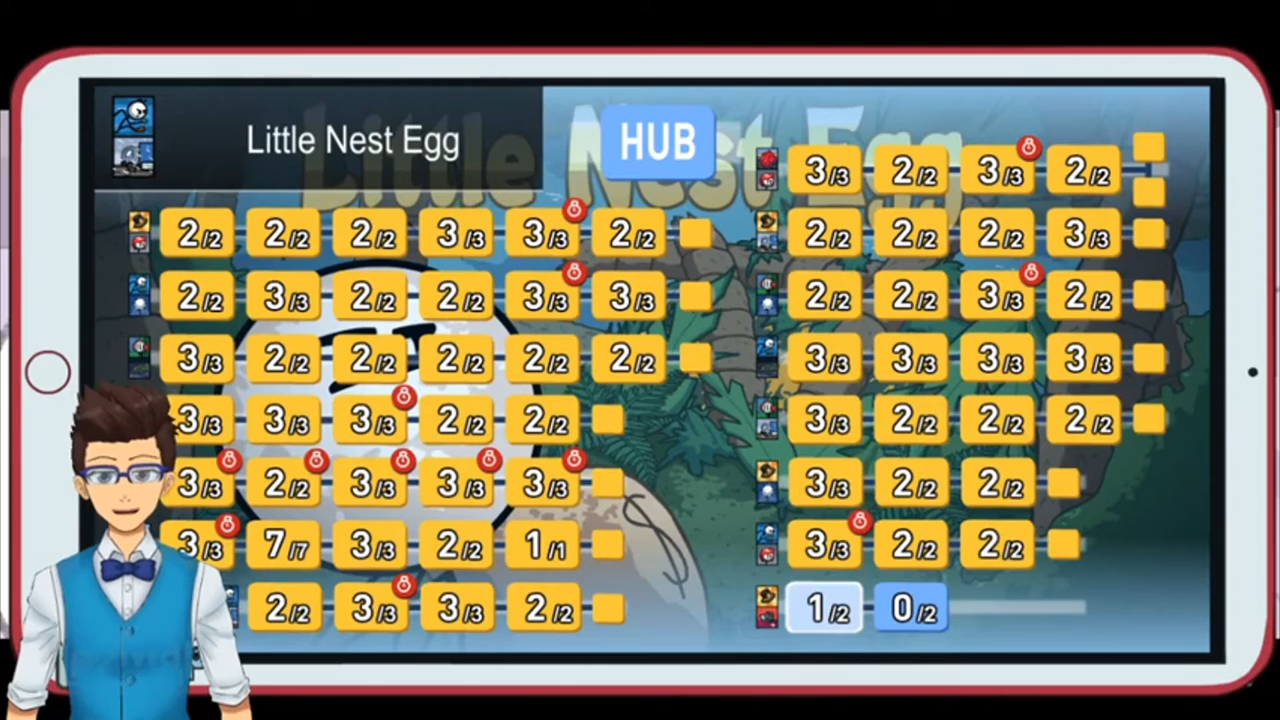 Little Nest Egg
HUB
Little Nest Egg
3/3 2/2 3/3 2/2
2/2 2/2 2/2 3/3 3/3 2/2
2/2 2/2 2/2 3/3
2/2 3/3 2/2 2/2 3/3 3/3
2/2 2/2 3/3 2/2
3/3 2/2 2/2 2/2 2/2 2/2
3/3 3/3 3/3 3/3
3/3 3/3 3/3 2/2 2/2
3/3 2/2 2/2 2/2
3/3 2/2 3/3 3/3 3/3
3/3 2/2 2/2
3/3 7/7 3/3 2/2 1/1
3/3 2/2 2/2
2/2 3/3 3/3 2/2
1/2 0/2
$